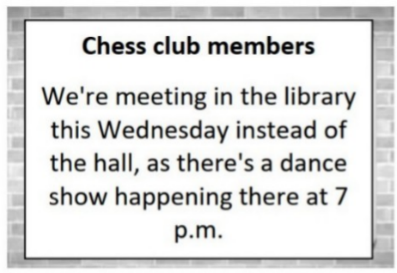 Chess club members
We're meeting in the library
this Wednesday instead of
the hall, as there's a dance
show happening there at 7
p.m.